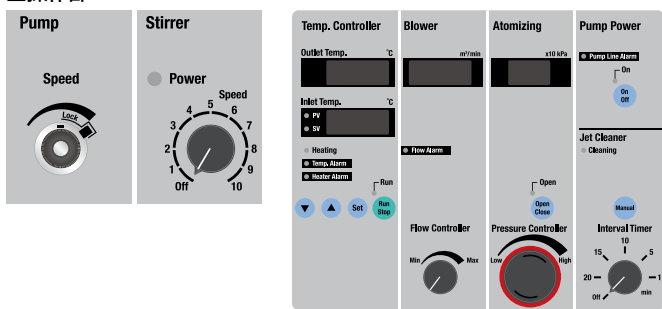 Pump
Speed
Lock
Stirrer
Power
Speed
Off
1
2
3
4
5
6
7
8
9
10
Temp. Controller
Outlet Temp. °C
Inlet Temp. °C
PV
SV
Heating
Temp. Alarm
Heater Alarm
Run
Set
Run
Stop
Blower
m³/min
Flow Alarm
Flow Controller
Min
Max
Atomizing
x10 kPa
Open
Open
Close
Pressure Controller
Low
High
Pump Power
Pump Line Alarm
On
On
Off
Jet Cleaner
Cleaning
Manual
Interval Timer
10
15
5
20
1
Off
min